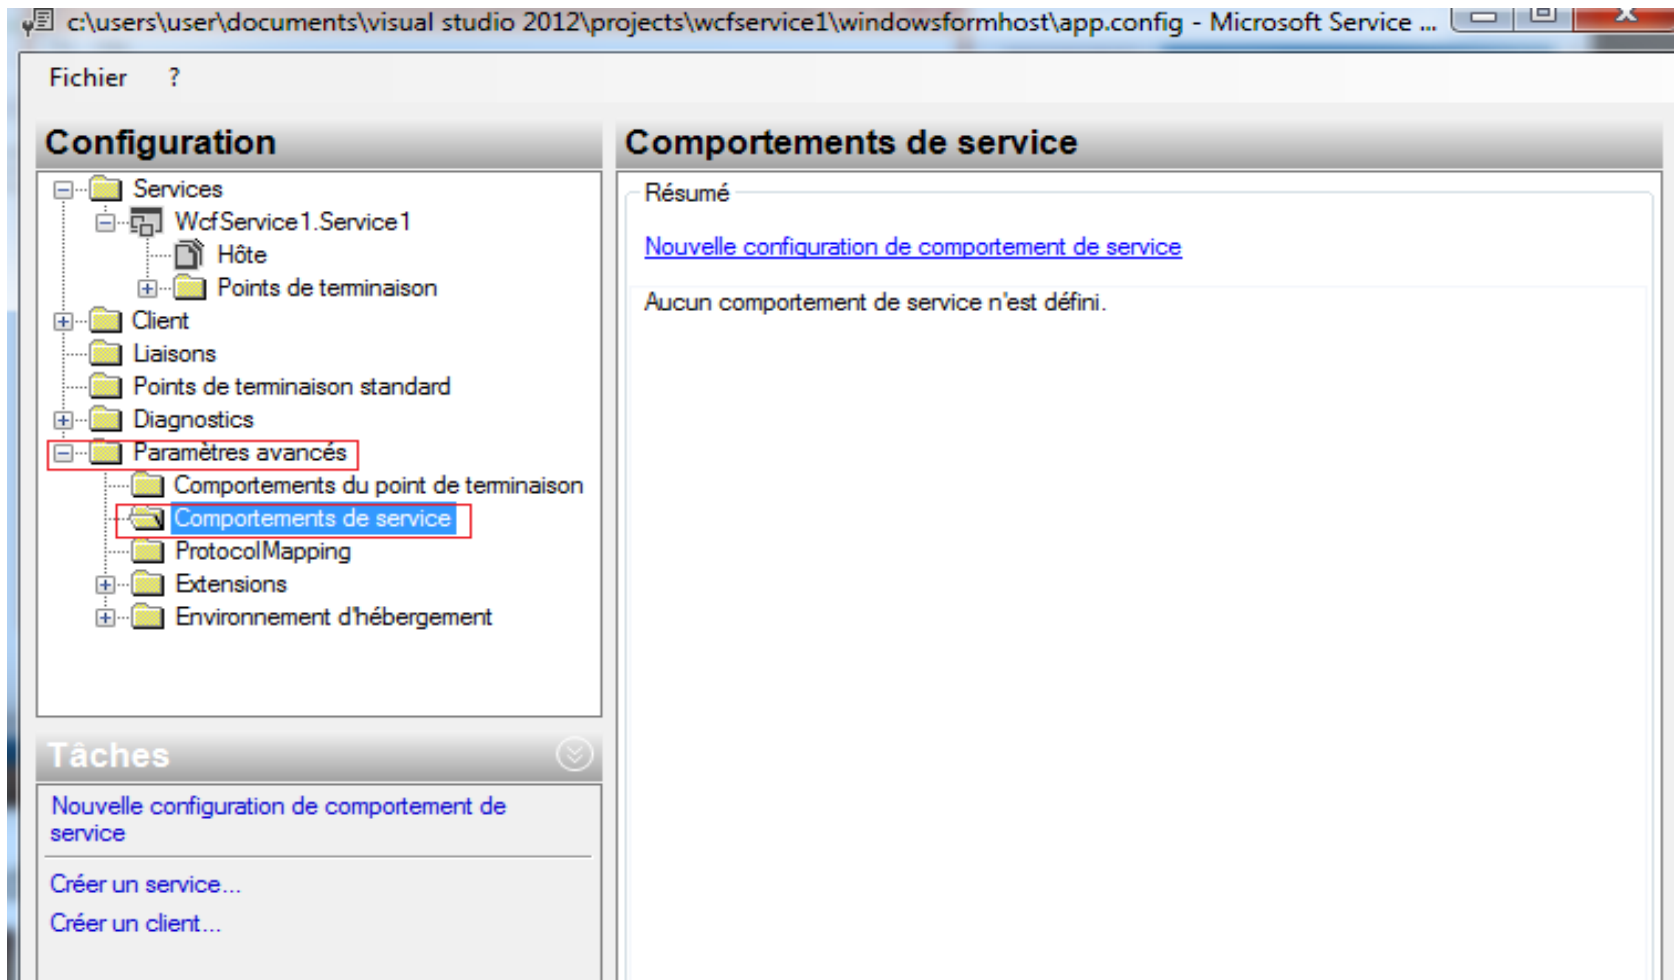 c:\users\user\documents\visual studio 2012\projects\wcfservice1\windowsformhost\app.config - Microsoft Service ...
Fichier ?
Configuration
Services
WcfService1.Service1
Hôte
Points de terminaison
Client
Liaisons
Points de terminaison standard
Diagnostics
Paramètres avancés
Comportements du point de terminaison
Comportements de service
ProtocolMapping
Extensions
Environnement d'hébergement
Tâches
Nouvelle configuration de comportement de
service
Créer un service...
Créer un client...
Comportements de service
Résumé
Nouvelle configuration de comportement de service
Aucun comportement de service n'est défini.